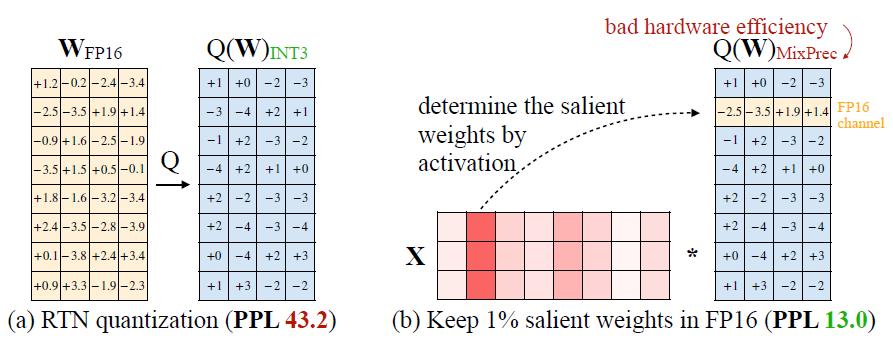 W_FP16
+1.2 −0.2 −2.4 −3.4
−2.5 −3.5 +1.9 +1.4
−0.9 +1.6 −2.5 −1.9
−3.5 +1.5 +0.5 −0.1
+1.8 −1.6 −3.2 −3.4
+2.4 −3.5 −2.8 −3.9
+0.1 −3.8 +2.4 +3.4
+0.9 +3.3 −1.9 −2.3
Q
Q(W)_INT3
+1 +0 −2 −3
−3 −4 +2 +1
−1 +2 −3 −2
−4 +2 +1 +0
+2 −2 −3 −3
+2 −4 −3 −4
+0 −4 +2 +3
+1 +3 −2 −2
(a) RTN quantization (PPL 43.2)
determine the salient
weights by
activation
X
*
bad hardware efficiency
Q(W)_MixPrec
+1 +0 −2 −3
−2.5 −3.5 +1.9 +1.4
FP16
channel
−1 +2 −3 −2
−4 +2 +1 +0
+2 −2 −3 −3
+2 −4 −3 −4
+0 −4 +2 +3
+1 +3 −2 −2
(b) Keep 1% salient weights in FP16 (PPL 13.0)